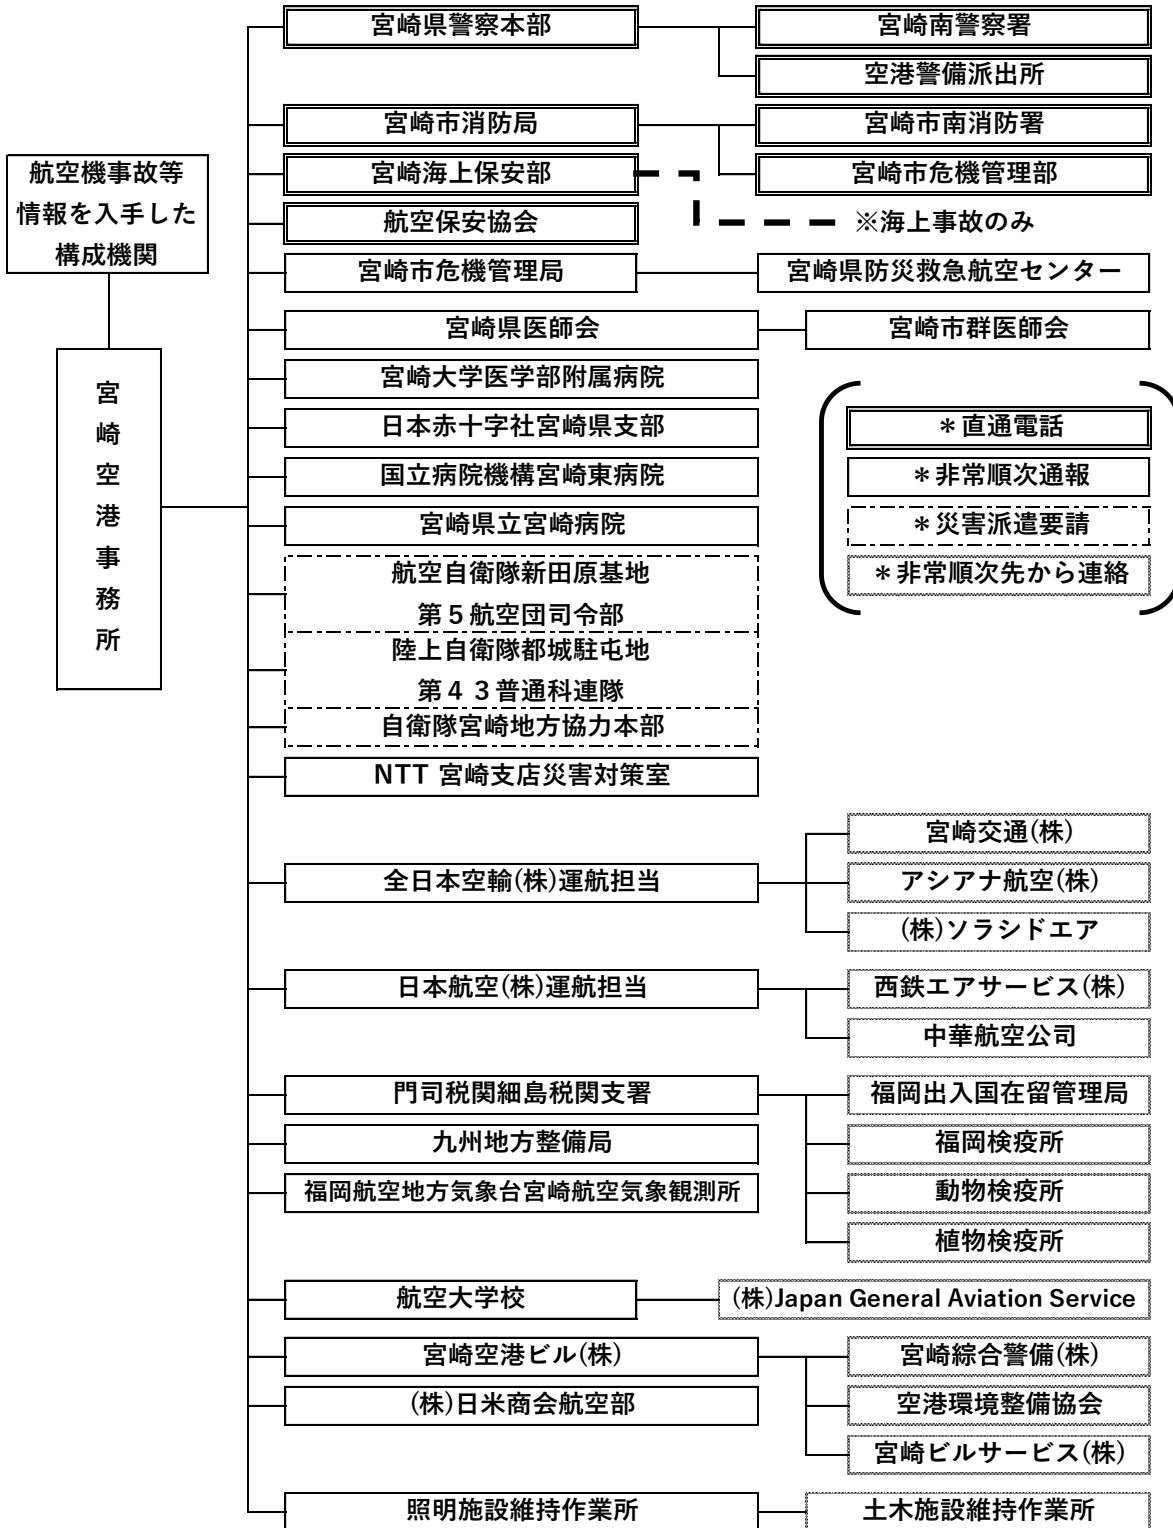 宮崎県警察本部
宮崎南警察署
空港警備派出所
宮崎市消防局
宮崎市南消防署
航空機事故等
情報を入手した
構成機関
宮崎海上保安部
宮崎市危機管理部
航空保安協会
※海上事故のみ
宮崎市危機管理局
宮崎県防災救急航空センター
宮崎県医師会
宮崎市群医師会
宮崎空港事務所
宮崎大学医学部附属病院
日本赤十字社宮崎県支部
国立病院機構宮崎東病院
宮崎県立宮崎病院
＊直通電話
＊非常順次通報
＊災害派遣要請
＊非常順次先から連絡
航空自衛隊新田原基地
第５航空団司令部
陸上自衛隊都城駐屯地
第４３普通科連隊
自衛隊宮崎地方協力本部
NTT 宮崎支店災害対策室
全日本空輸(株)運航担当
宮崎交通(株)
アシアナ航空(株)
(株)ソラシドエア
日本航空(株)運航担当
西鉄エアサービス(株)
中華航空公司
門司税関細島税関支署
福岡出入国在留管理局
九州地方整備局
福岡検疫所
福岡航空地方気象台宮崎航空気象観測所
動物検疫所
植物検疫所
航空大学校
(株)Japan General Aviation Service
宮崎空港ビル(株)
宮崎綜合警備(株)
(株)日米商会航空部
空港環境整備協会
宮崎ビルサービス(株)
照明施設維持作業所
土木施設維持作業所